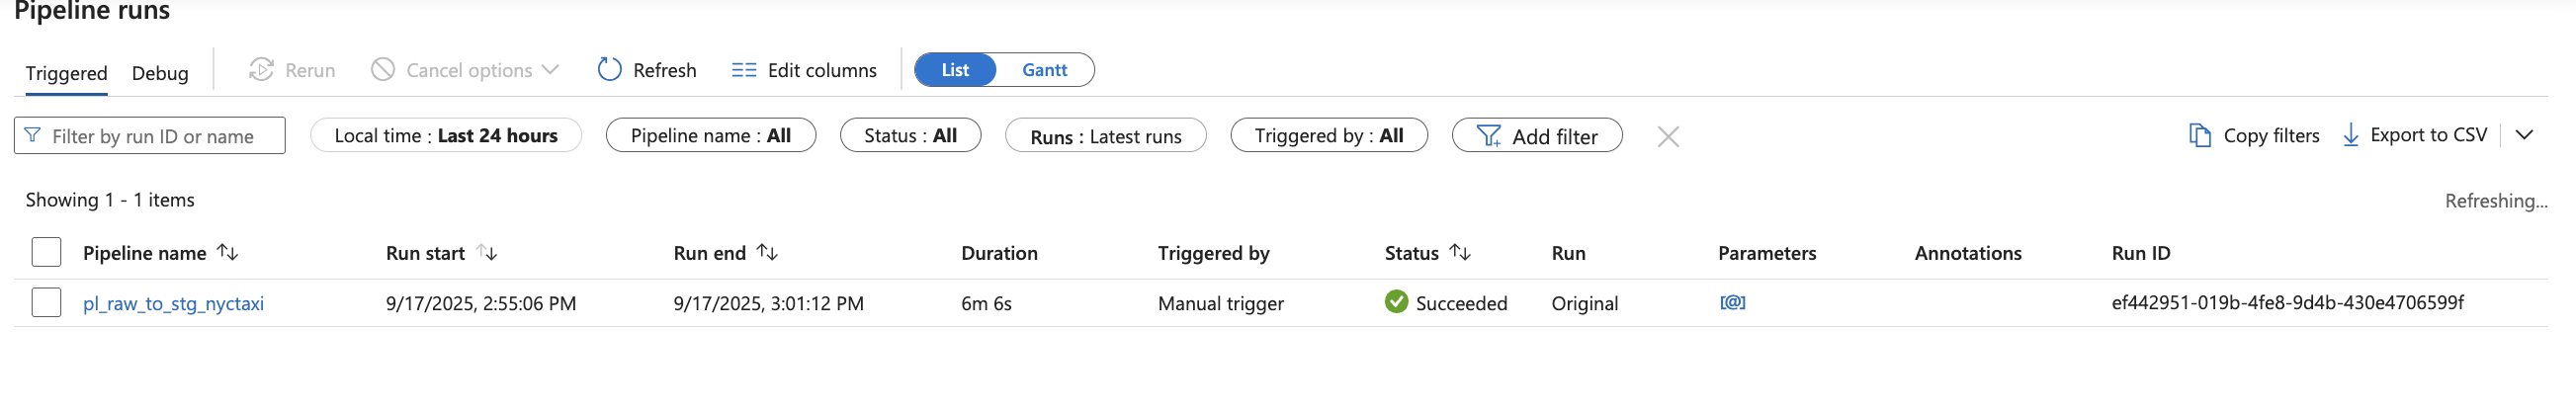 Pipeline runs
Triggered Debug Rerun Cancel options Refresh Edit columns List Gantt
Filter by run ID or name Local time : Last 24 hours Pipeline name : All Status : All Runs : Latest runs Triggered by : All Add filter Copy filters Export to CSV
Showing 1 - 1 items Refreshing...
Pipeline name Run start Run end Duration Triggered by Status Run Parameters Annotations Run ID
pl_raw_to_stg_nyctaxi 9/17/2025, 2:55:06 PM 9/17/2025, 3:01:12 PM 6m 6s Manual trigger Succeeded Original [@] ef442951-019b-4fe8-9d4b-430e4706599f